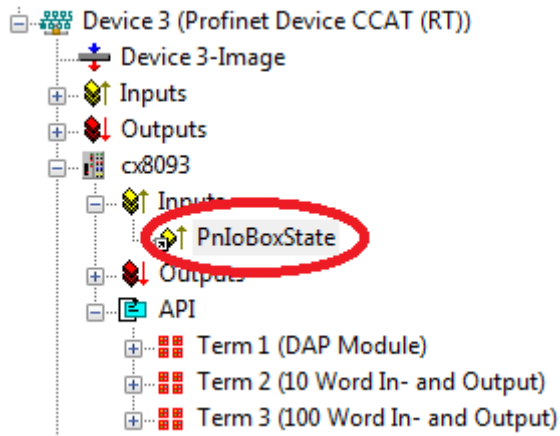 Device 3 (Profinet Device CCAT (RT))
Device 3-Image
Inputs
Outputs
cx8093
Inputs
PnIoBoxState
Outputs
API
Term 1 (DAP Module)
Term 2 (10 Word In- and Output)
Term 3 (100 Word In- and Output)